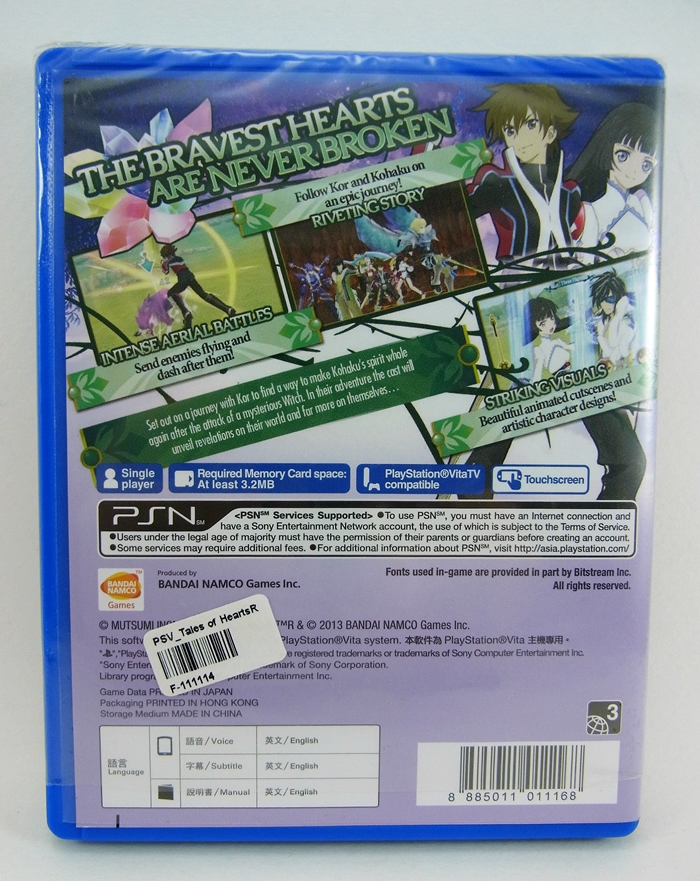 THE BRAVEST HEARTS
ARE NEVER BROKEN
Follow Kor and Kohaku on
an epic journey!
RIVETING STORY
INTENSE AERIAL BATTLES
Send enemies flying and
dash after them!
STRIKING VISUALS
Beautiful animated cutscenes and
artistic character designs!
Set out on a journey with Kor to find a way to make Kohaku's spirit whole
again after the attack of a mysterious Witch. In their adventure the cast will
unveil revelations on their world and far more on themselves...
Single
player
Required Memory Card space:
At least 3.2MB
PlayStation®VitaTV
compatible
Touchscreen
PSN SM
<PSN℠ Services Supported> ●To use PSN℠, you must have an Internet connection and
have a Sony Entertainment Network account, the use of which is subject to the Terms of Service.
●Users under the legal age of majority must have the permission of their parents or guardians before creating an account.
●Some services may require additional fees. ●For additional information about PSN℠, visit http://asia.playstation.com/
BANDAI
NAMCO
Games
Produced by
BANDAI NAMCO Games Inc.
Fonts used in-game are provided in part by Bitstream Inc.
All rights reserved.
© MUTSUMI R & © 2013 BANDAI NAMCO Games Inc.
This PlayStation®Vita system. 本軟件為 PlayStation®Vita 主機專用。
registered trademarks or trademarks of Sony Computer Entertainment Inc.
"Sony of Sony Corporation.
Library Entertainment Inc.
PSV_Tales of HeartsR
F-111114
Game Data IN JAPAN
Packaging PRINTED IN HONG KONG
Storage Medium MADE IN CHINA
3
語言
Language
語音/Voice 英文/English
字幕/Subtitle 英文/English
說明書/Manual 英文/English
8 885011 011168